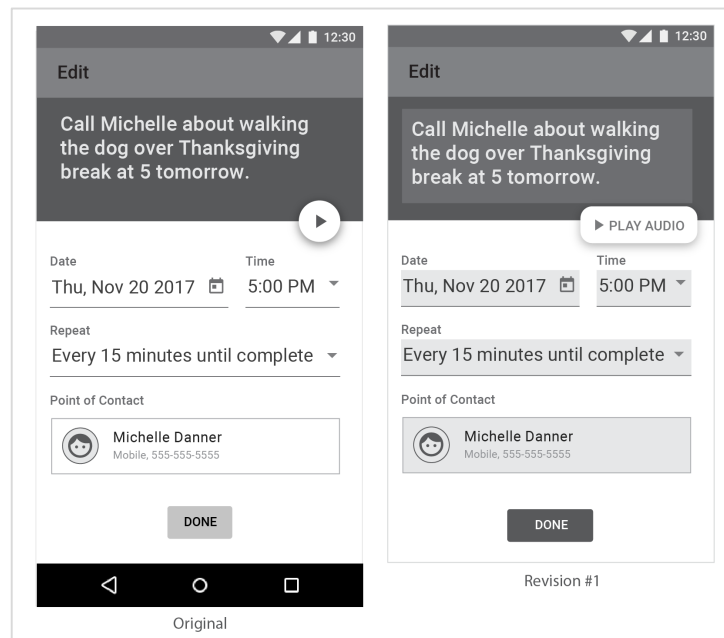 12:30
Edit
Call Michelle about walking
the dog over Thanksgiving
break at 5 tomorrow.
Date
Time
Thu, Nov 20 2017
5:00 PM
Repeat
Every 15 minutes until complete
Point of Contact
Michelle Danner
Mobile, 555-555-5555
DONE
Original
12:30
Edit
Call Michelle about walking
the dog over Thanksgiving
break at 5 tomorrow.
PLAY AUDIO
Date
Time
Thu, Nov 20 2017
5:00 PM
Repeat
Every 15 minutes until complete
Point of Contact
Michelle Danner
Mobile, 555-555-5555
DONE
Revision #1